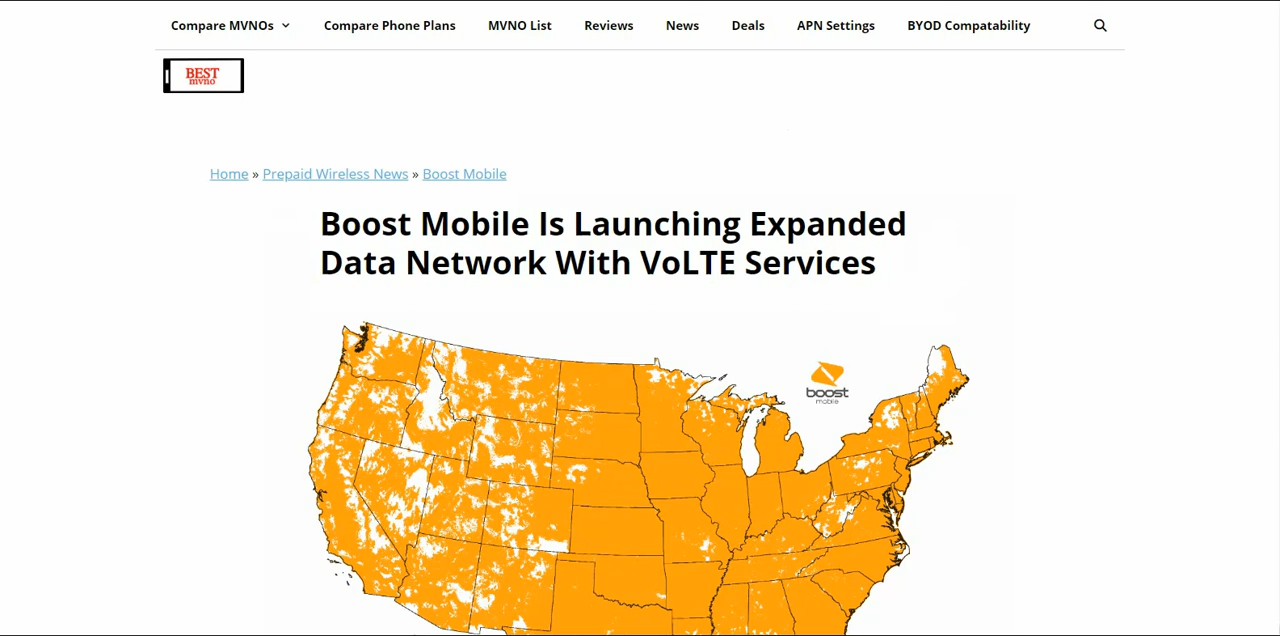 Compare MVNOs Compare Phone Plans MVNO List Reviews News Deals APN Settings BYOD Compatability
BEST
mvno
Home » Prepaid Wireless News » Boost Mobile
Boost Mobile Is Launching Expanded
Data Network With VoLTE Services
boost
mobile